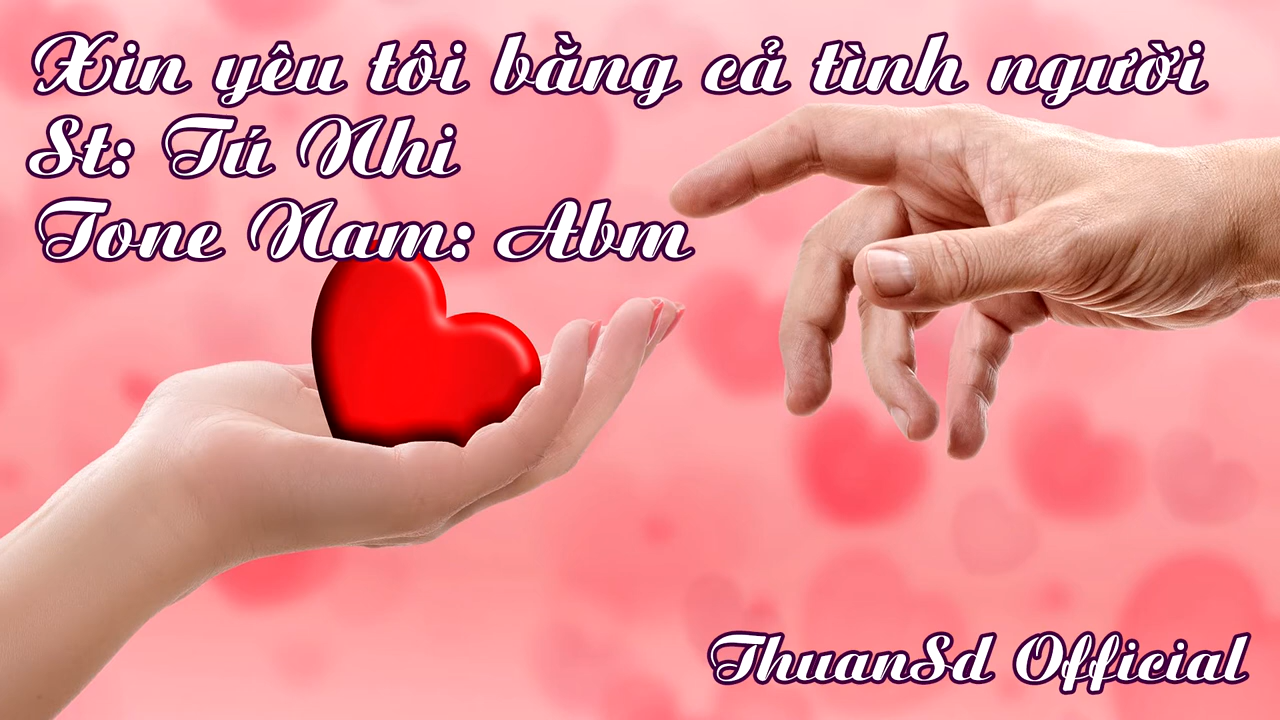 Xin yêu tôi bằng cả tình người
St: Tú Nhi
Tone Nam: Abm
ThuanSd Official